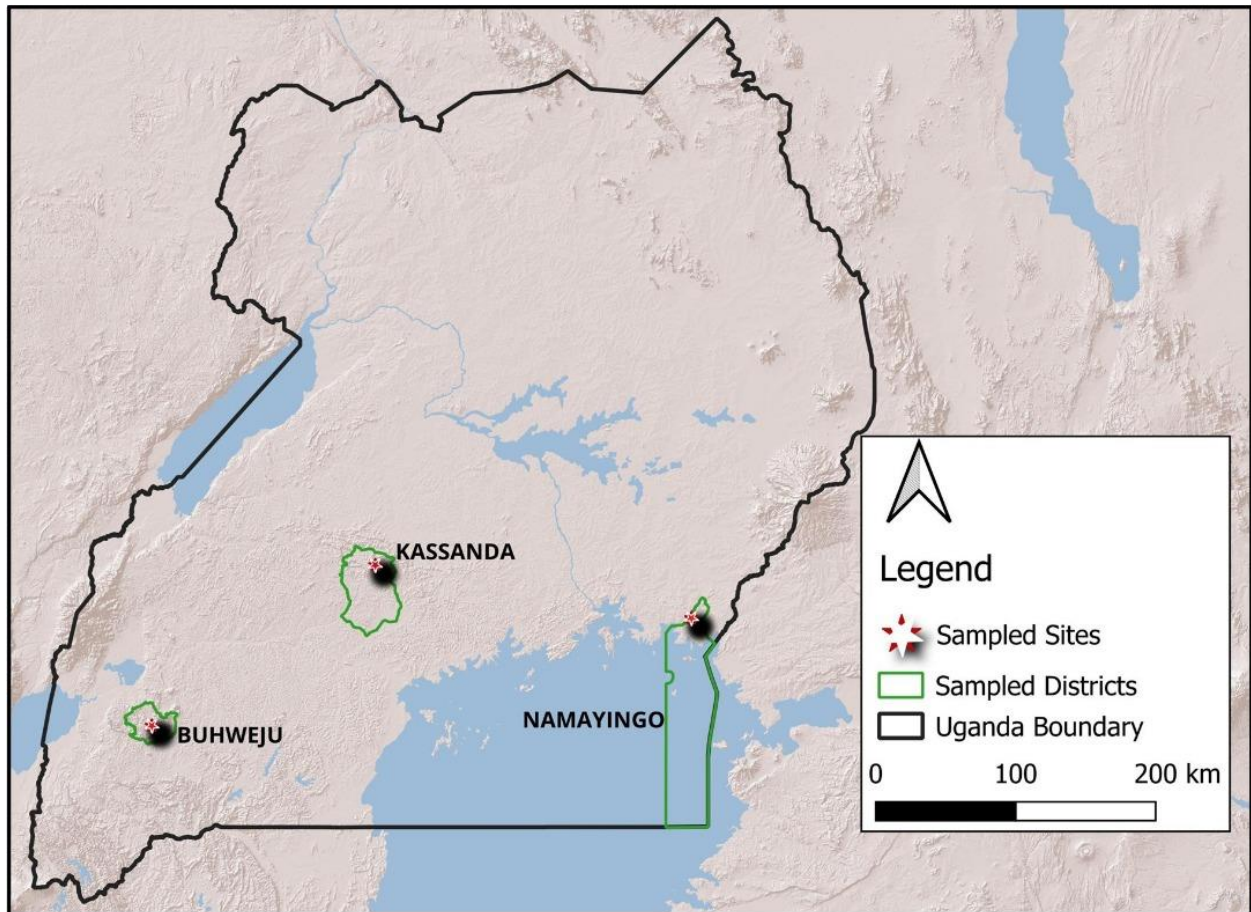 KASSANDA
BUHWEJU
NAMAYINGO
Legend
Sampled Sites
Sampled Districts
Uganda Boundary
0 100 200 km